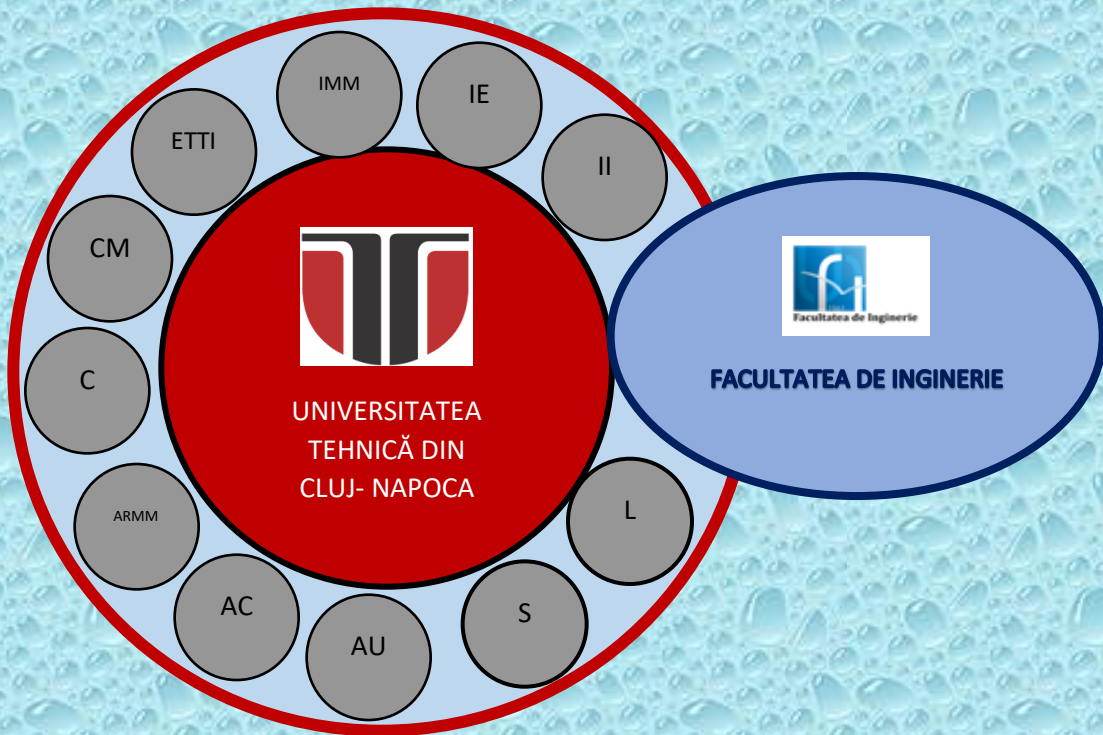 IMM
IE
ETTI
II
CM
Facultatea de Inginerie
C
FACULTATEA DE INGINERIE
UNIVERSITATEA
TEHNICĂ DIN
CLUJ- NAPOCA
ARMM
L
AC
S
AU